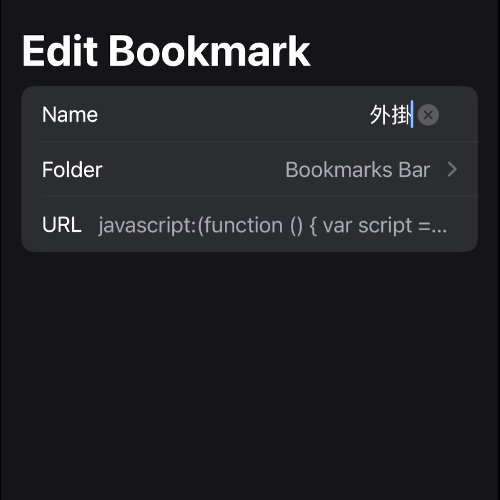 Edit Bookmark
Name 外掛
Folder Bookmarks Bar
URL javascript:(function () { var script =...